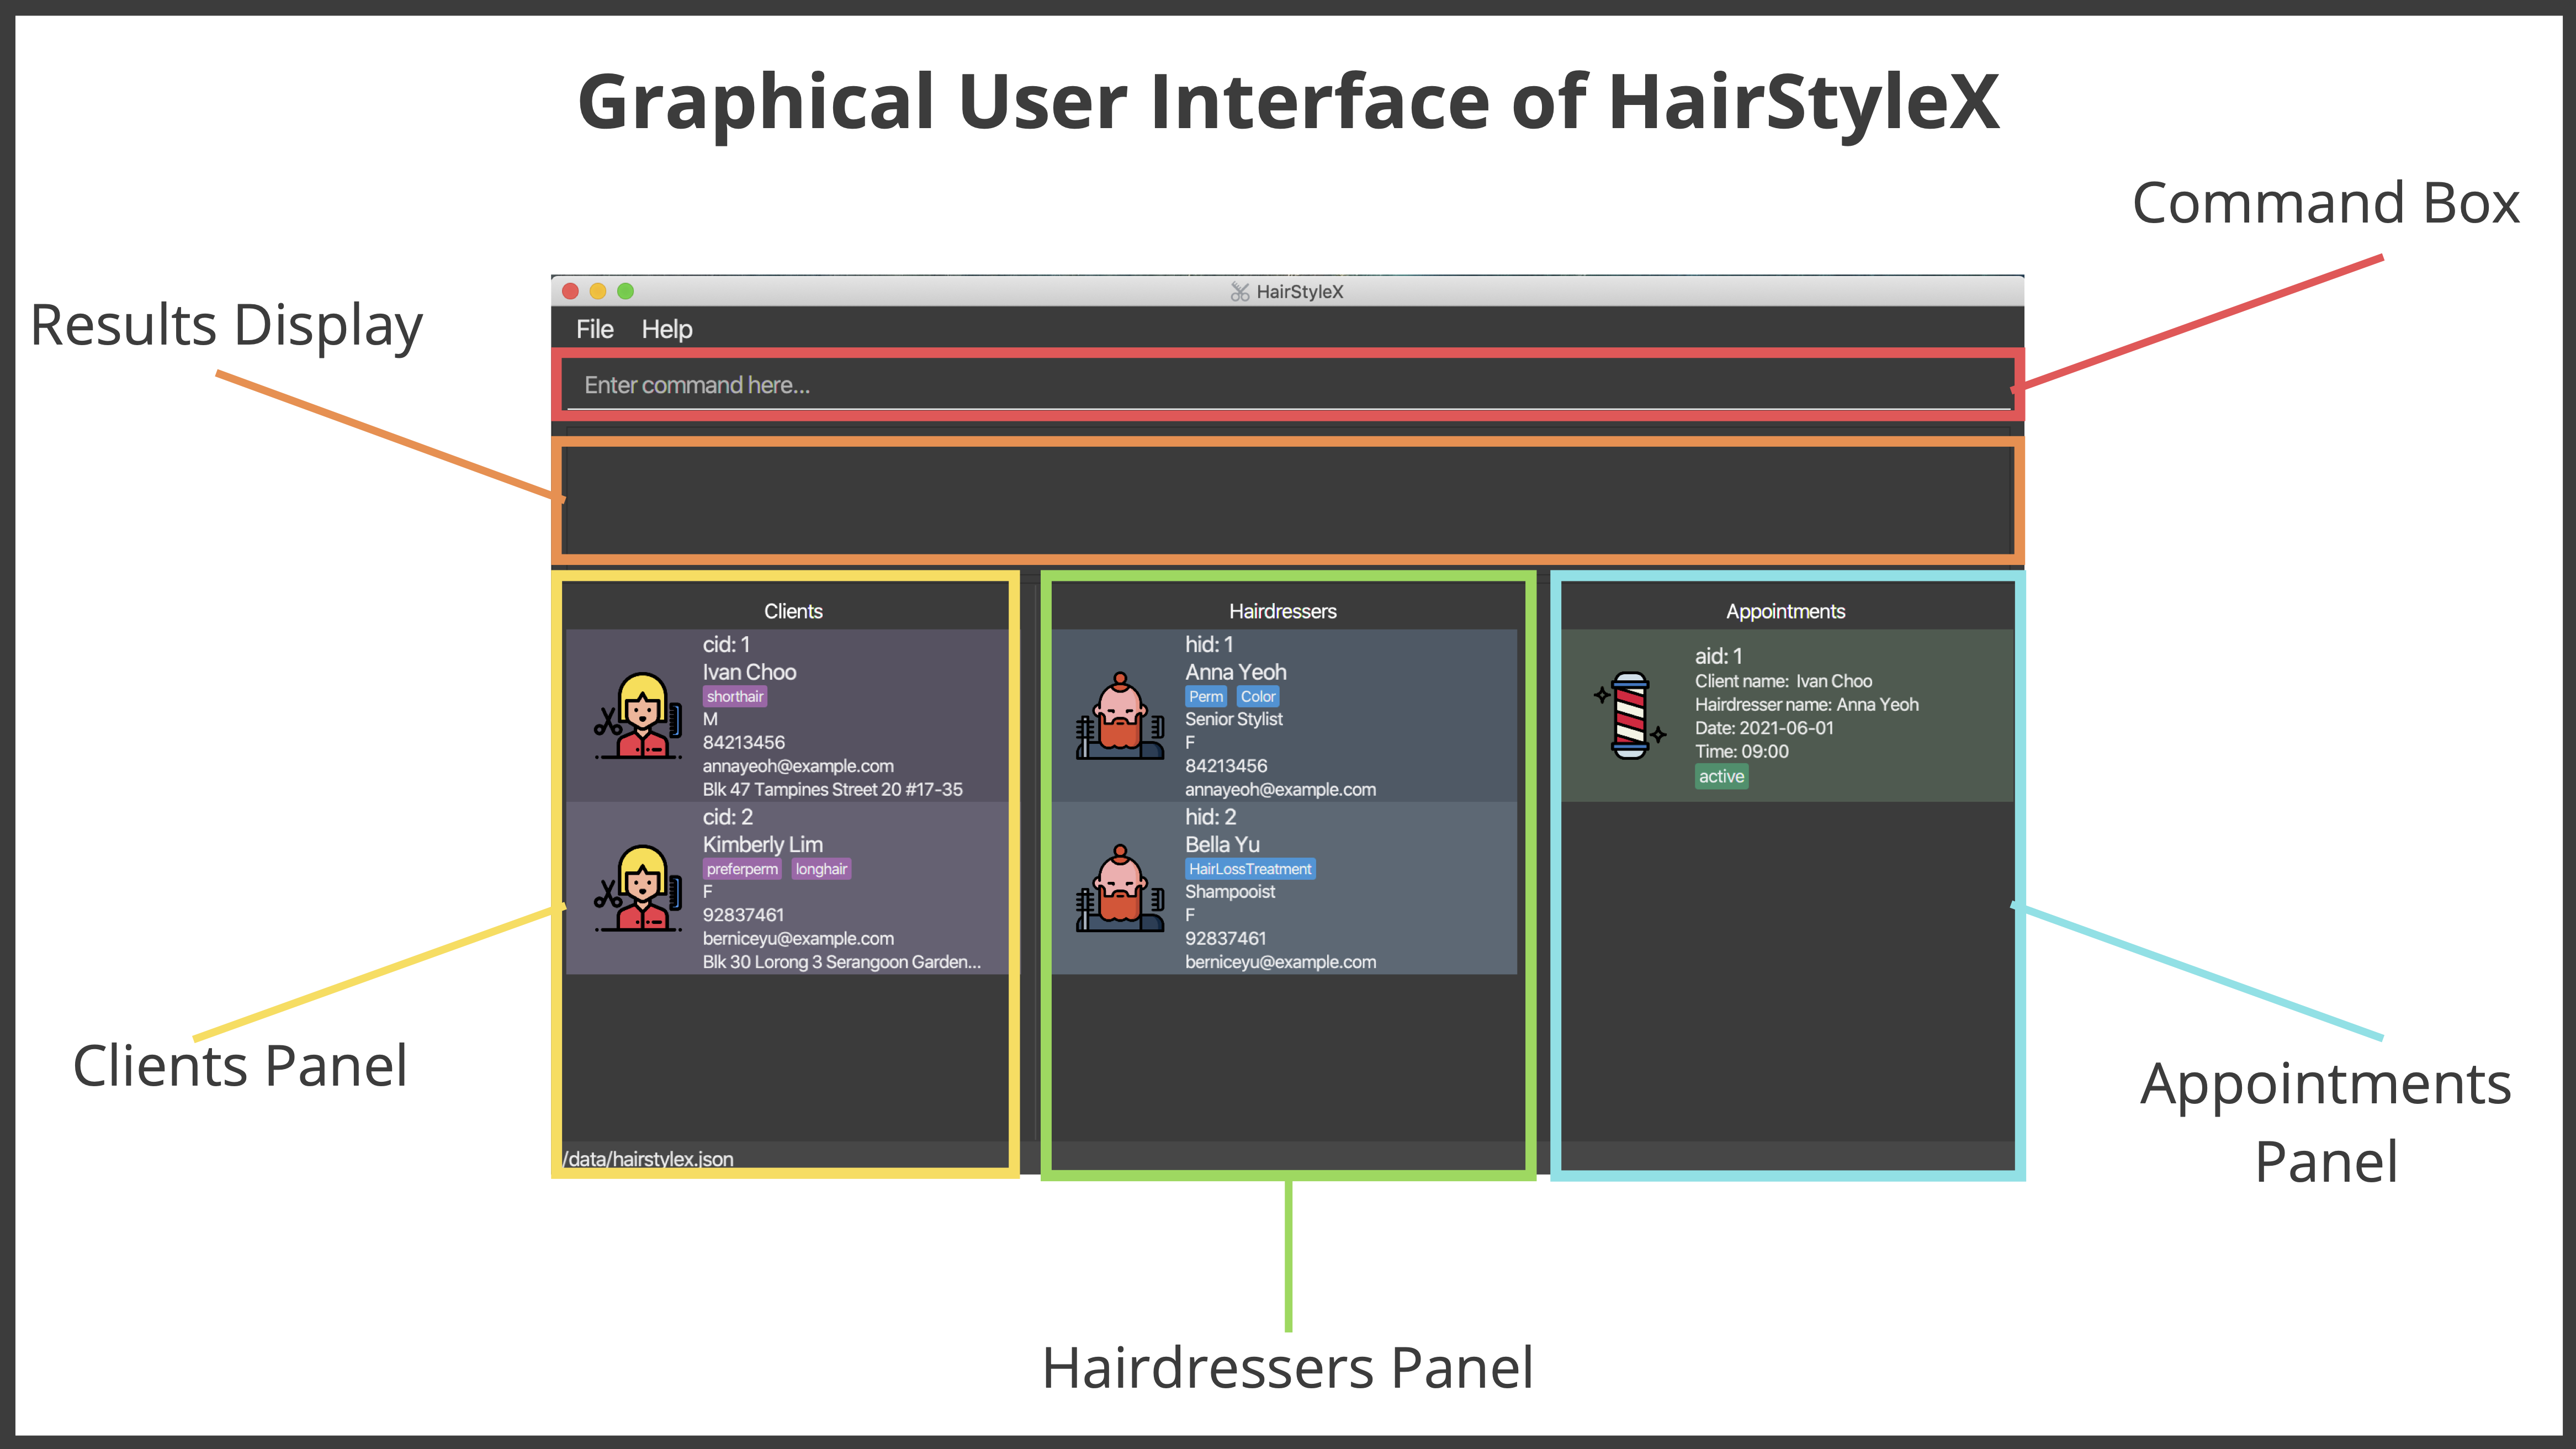 Graphical User Interface of HairStyleX
Command Box
Results Display
HairStyleX
File Help
Enter command here...
Clients
cid: 1
Ivan Choo
shorthair
M
84213456
annayeoh@example.com
Blk 47 Tampines Street 20 #17-35
cid: 2
Kimberly Lim
preferperm longhair
F
92837461
berniceyu@example.com
Blk 30 Lorong 3 Serangoon Garden...
/data/hairstylex.json
Hairdressers
hid: 1
Anna Yeoh
Perm Color
Senior Stylist
F
84213456
annayeoh@example.com
hid: 2
Bella Yu
HairLossTreatment
Shampooist
F
92837461
berniceyu@example.com
Appointments
aid: 1
Client name: Ivan Choo
Hairdresser name: Anna Yeoh
Date: 2021-06-01
Time: 09:00
active
Clients Panel
Appointments
Panel
Hairdressers Panel